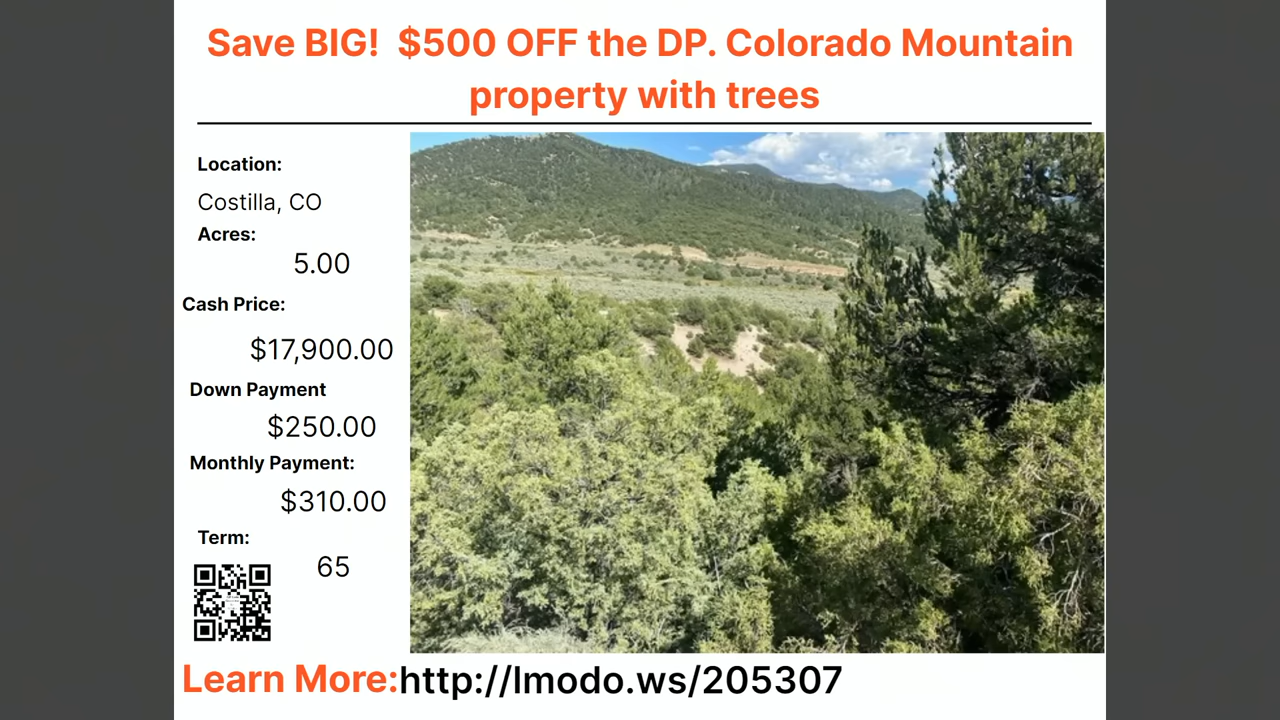 Save BIG!  $500 OFF the DP. Colorado Mountain
property with trees
Location:
Costilla, CO
Acres:
5.00
Cash Price:
$17,900.00
Down Payment
$250.00
Monthly Payment:
$310.00
Term:
65
Learn More:http://lmodo.ws/205307